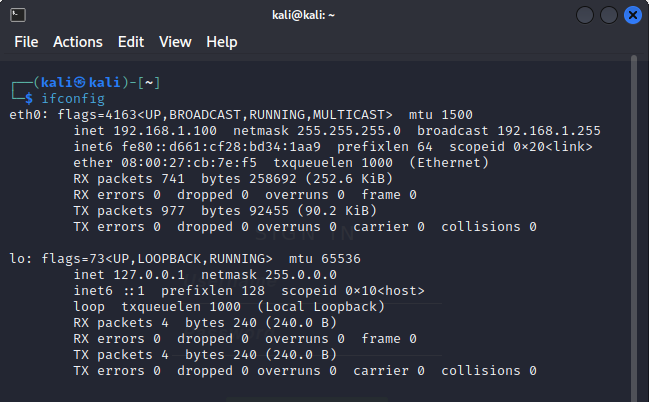 kali@kali: ~
File Actions Edit View Help
┌──(kali㉿kali)-[~]
└─$ ifconfig
eth0: flags=4163<UP,BROADCAST,RUNNING,MULTICAST>  mtu 1500
        inet 192.168.1.100  netmask 255.255.255.0  broadcast 192.168.1.255
        inet6 fe80::d661:cf28:bd34:1aa9  prefixlen 64  scopeid 0×20<link>
        ether 08:00:27:cb:7e:f5  txqueuelen 1000  (Ethernet)
        RX packets 741  bytes 258692 (252.6 KiB)
        RX errors 0  dropped 0  overruns 0  frame 0
        TX packets 977  bytes 92455 (90.2 KiB)
        TX errors 0  dropped 0 overruns 0  carrier 0  collisions 0
SIGN IN
lo: flags=73<UP,LOOPBACK,RUNNING>  mtu 65536
        inet 127.0.0.1  netmask 255.0.0.0
        inet6 ::1  prefixlen 128  scopeid 0×10<host>
        loop  txqueuelen 1000  (Local Loopback)
        RX packets 4  bytes 240 (240.0 B)
        RX errors 0  dropped 0  overruns 0  frame 0
        TX packets 4  bytes 240 (240.0 B)
        TX errors 0  dropped 0 overruns 0  carrier 0  collisions 0